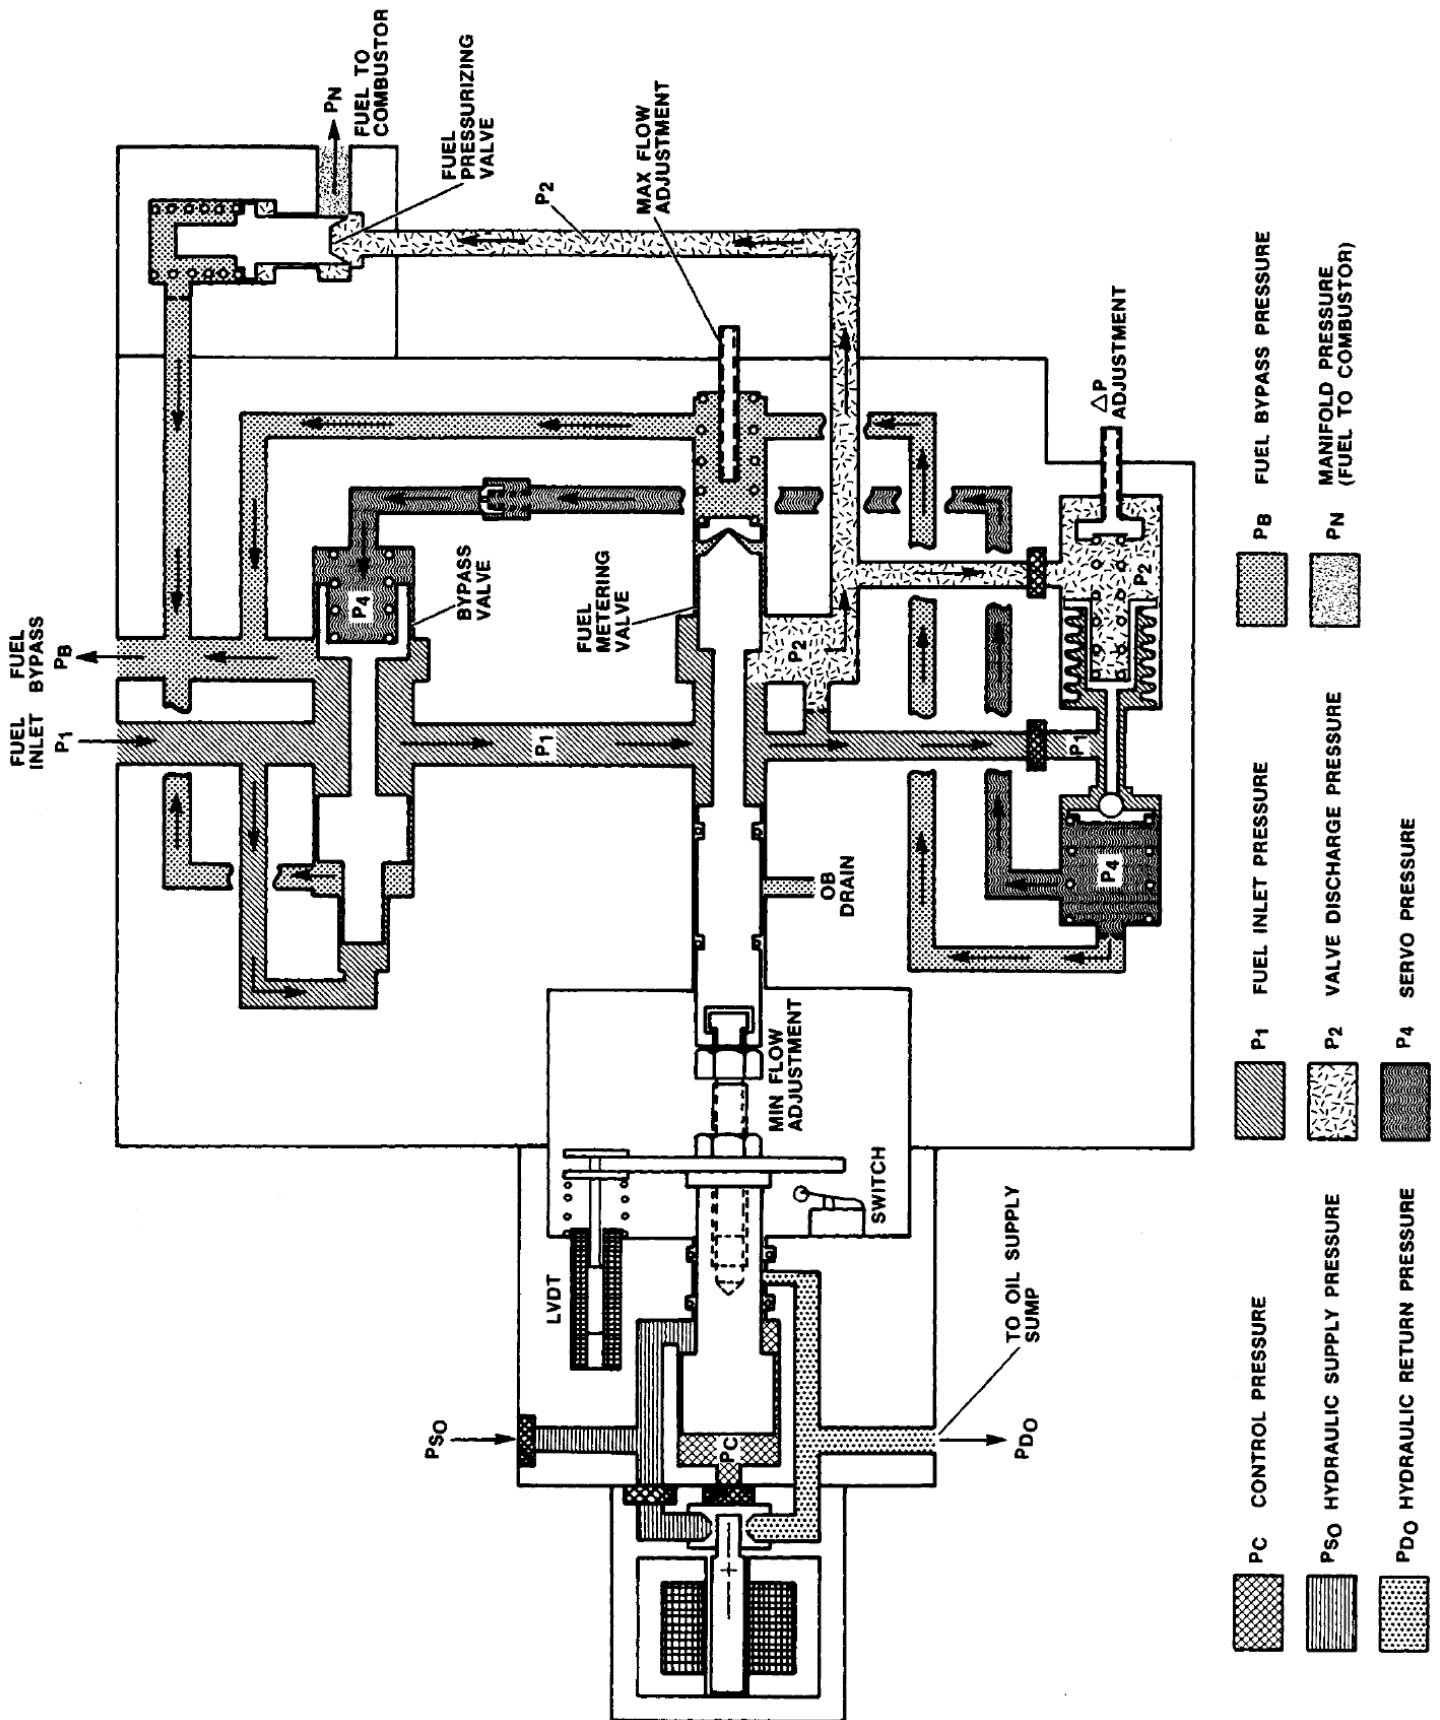 FUEL
INLET
P1
FUEL
BYPASS
PB
PN
FUEL TO
COMBUSTOR
FUEL
PRESSURIZING
VALVE
P2
MAX FLOW
ADJUSTMENT
P4
BYPASS
VALVE
FUEL
METERING
VALVE
P1
P2
ΔP
ADJUSTMENT
P2
P1
P4
OB
DRAIN
MIN FLOW
ADJUSTMENT
LVDT
SWITCH
PSO
PC
TO OIL SUPPLY
SUMP
PDO
PC CONTROL PRESSURE
PSO HYDRAULIC SUPPLY PRESSURE
PDO HYDRAULIC RETURN PRESSURE
P1 FUEL INLET PRESSURE
P2 VALVE DISCHARGE PRESSURE
P4 SERVO PRESSURE
PB FUEL BYPASS PRESSURE
PN MANIFOLD PRESSURE
(FUEL TO COMBUSTOR)